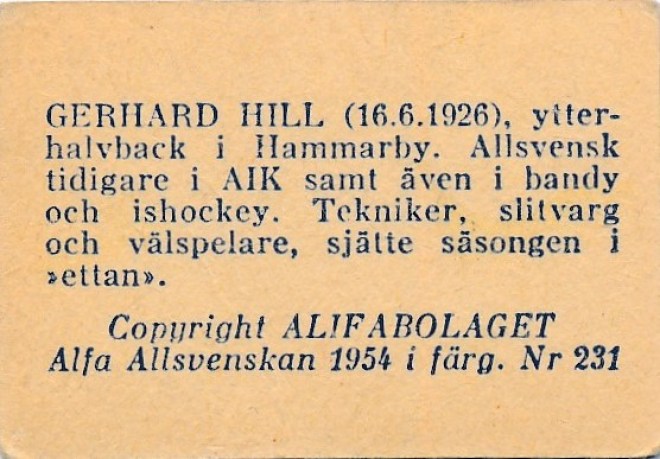 GERHARD HILL (16.6.1926), ytter-
halvback i Hammarby. Allsvensk
tidigare i AIK samt även i bandy
och ishockey. Tekniker, slitvarg
och välspelare, sjätte säsongen i
»ettan».
Copyright ALIFABOLAGET
Alfa Allsvenskan 1954 i färg. Nr 231